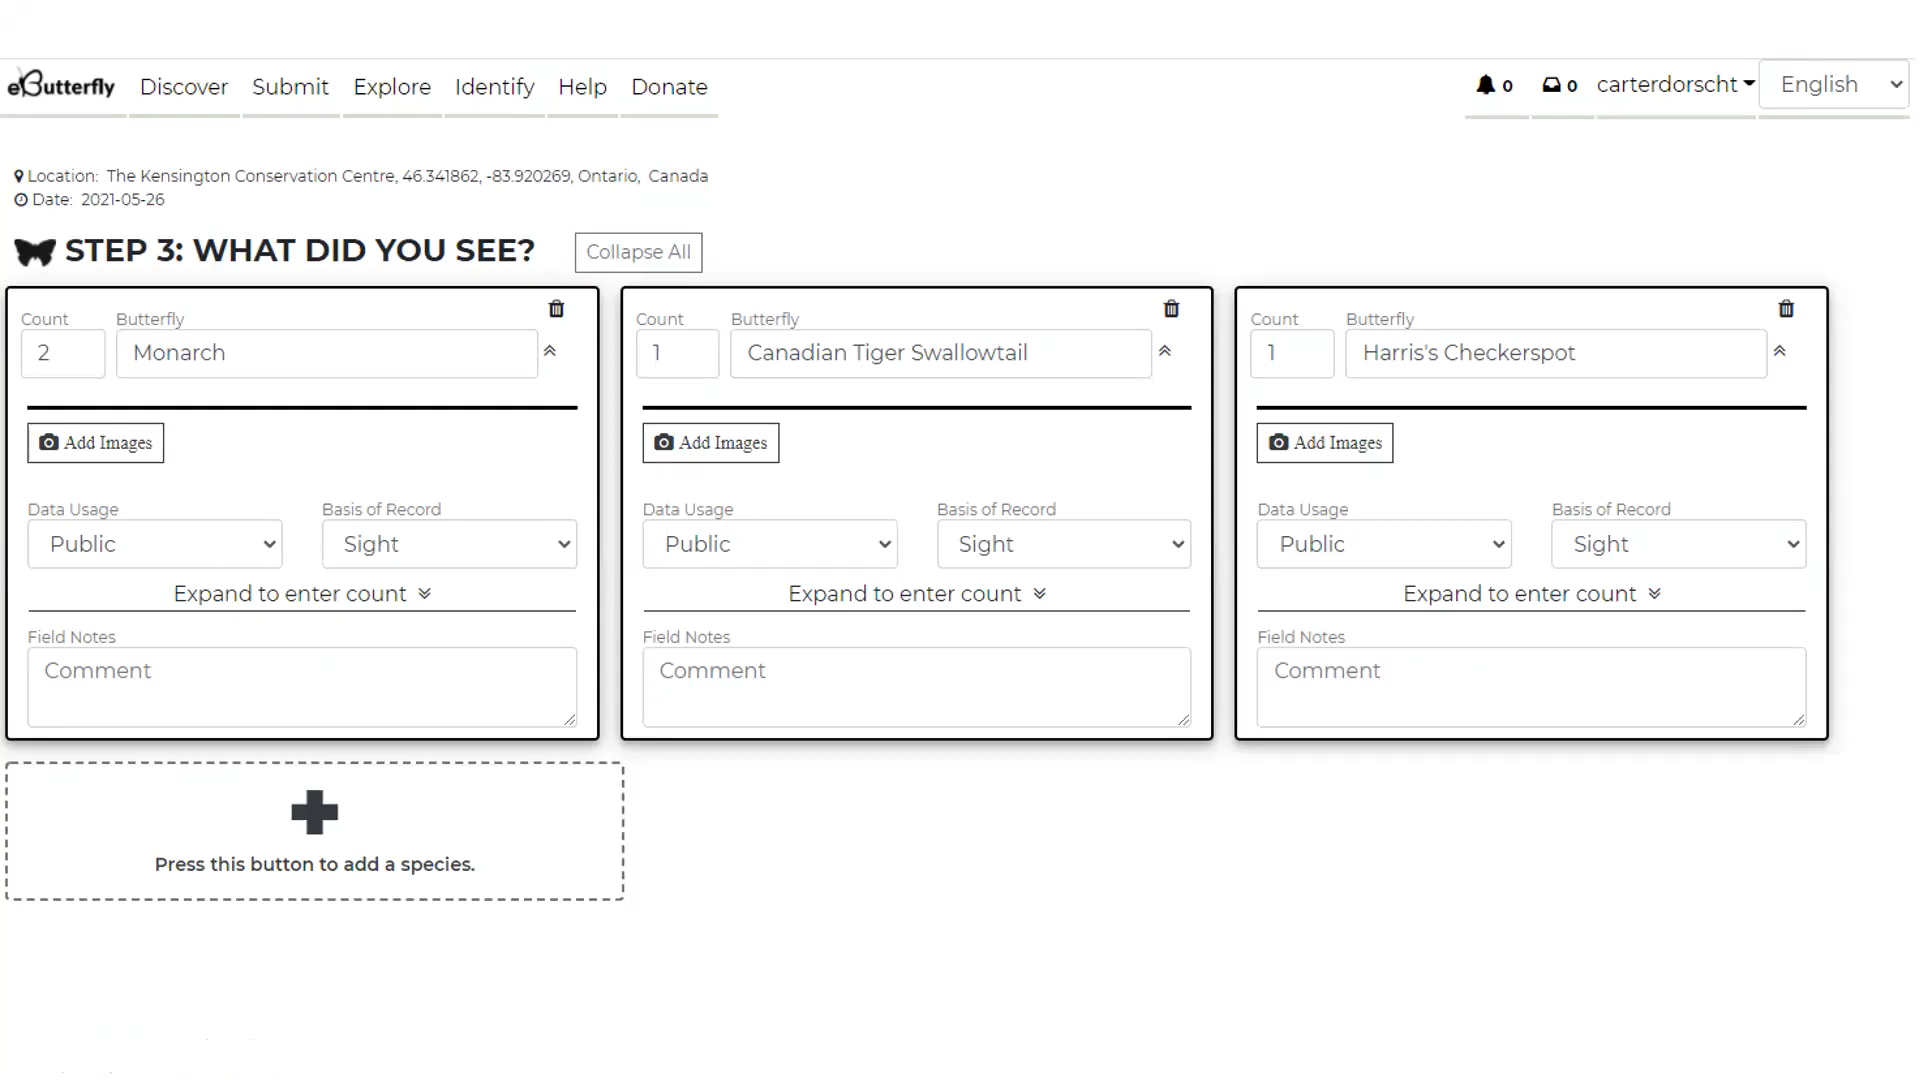 eButterfly Discover Submit Explore Identify Help Donate 0 0 carterdorscht English
Location: The Kensington Conservation Centre, 46.341862, -83.920269, Ontario, Canada
Date: 2021-05-26
STEP 3: WHAT DID YOU SEE? Collapse All
Count Butterfly Count Butterfly Count Butterfly
2 Monarch 1 Canadian Tiger Swallowtail 1 Harris's Checkerspot
Add Images Add Images Add Images
Data Usage Basis of Record Data Usage Basis of Record Data Usage Basis of Record
Public Sight Public Sight Public Sight
Expand to enter count Expand to enter count Expand to enter count
Field Notes Field Notes Field Notes
Comment Comment Comment
Press this button to add a species.